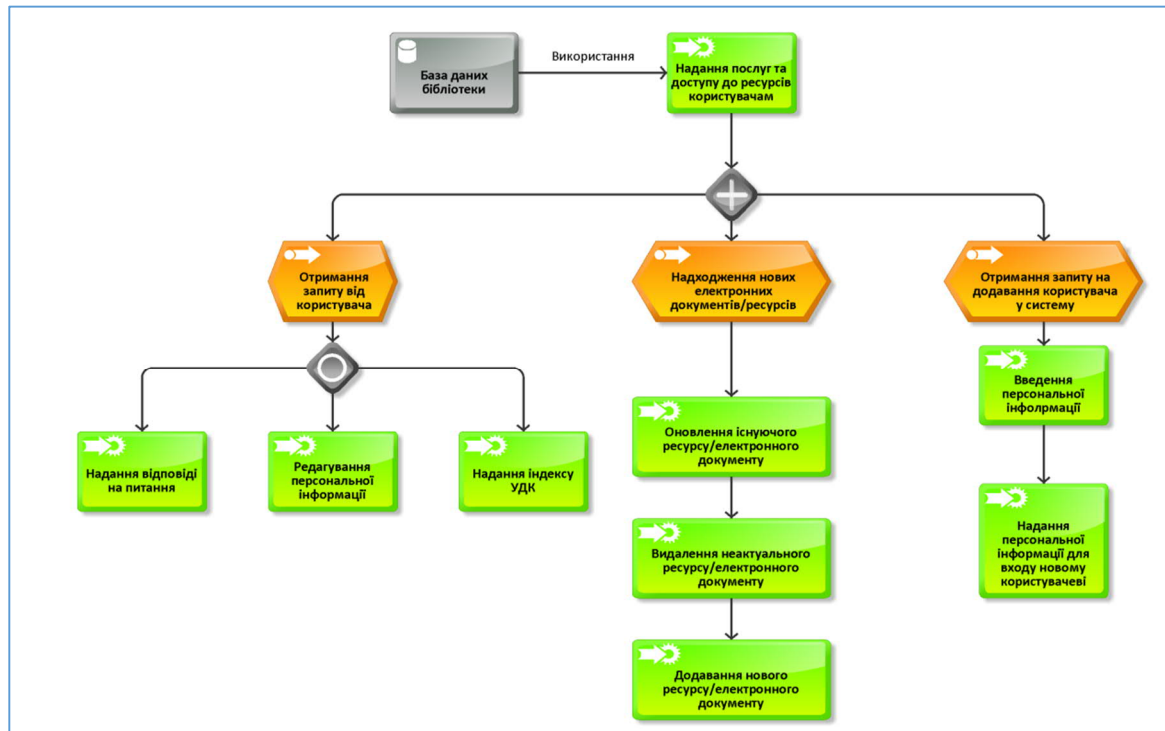 База даних
бібліотеки
Використання
Надання послуг та
доступу до ресурсів
користувачам
Отримання
запиту від
користувача
Надходження нових
електронних
документів/ресурсів
Отримання запиту на
додавання користувача
у систему
Надання відповіді
на питання
Редагування
персональної
інформації
Надання індексу
УДК
Оновлення існуючого
ресурсу/електронного
документу
Видалення неактуального
ресурсу/електронного
документу
Додавання нового
ресурсу/електронного
документу
Введення
персональної
інфолрмації
Надання
персональної
інформації для
входу новому
користувачеві